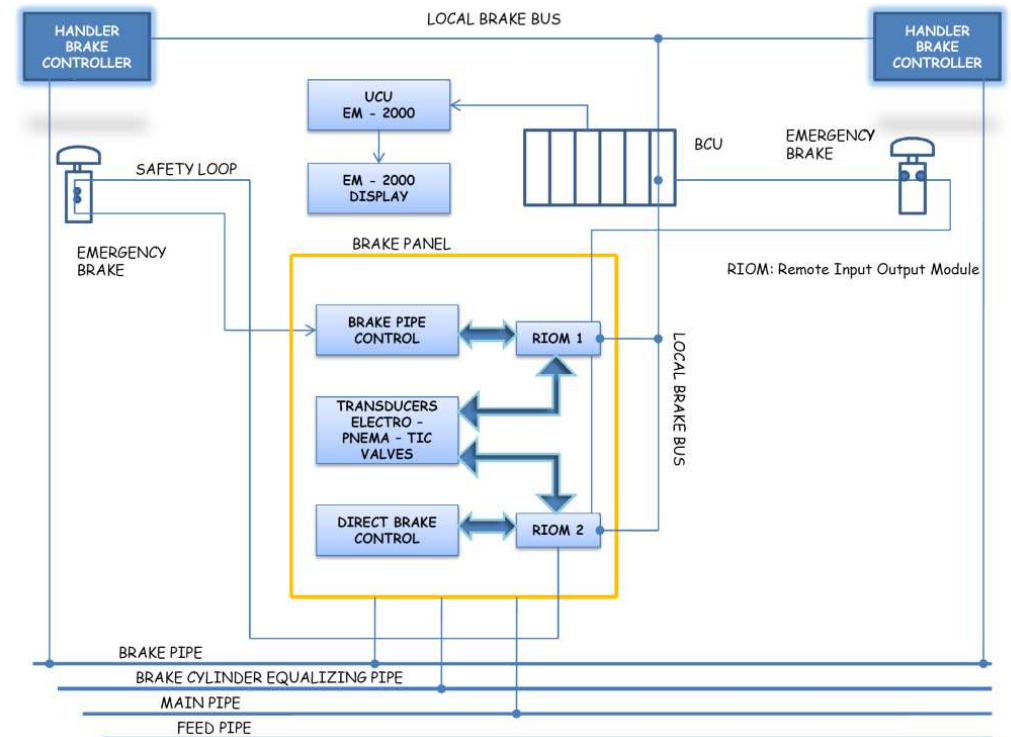 LOCAL BRAKE BUS
HANDLER
BRAKE
CONTROLLER
HANDLER
BRAKE
CONTROLLER
UCU
EM - 2000
BCU
EMERGENCY
BRAKE
SAFETY LOOP
EM - 2000
DISPLAY
EMERGENCY
BRAKE
BRAKE PANEL
RIOM: Remote Input Output Module
BRAKE PIPE
CONTROL
RIOM 1
LOCAL BRAKE BUS
TRANSDUCERS
ELECTRO -
PNEMA - TIC
VALVES
DIRECT BRAKE
CONTROL
RIOM 2
BRAKE PIPE
BRAKE CYLINDER EQUALIZING PIPE
MAIN PIPE
FEED PIPE